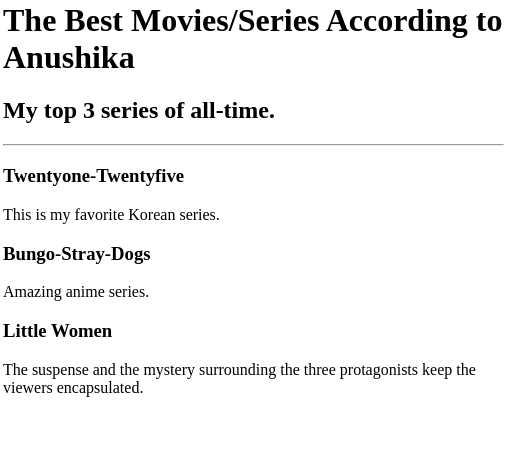 The Best Movies/Series According to
Anushika
My top 3 series of all-time.
Twentyone-Twentyfive
This is my favorite Korean series.
Bungo-Stray-Dogs
Amazing anime series.
Little Women
The suspense and the mystery surrounding the three protagonists keep the
viewers encapsulated.